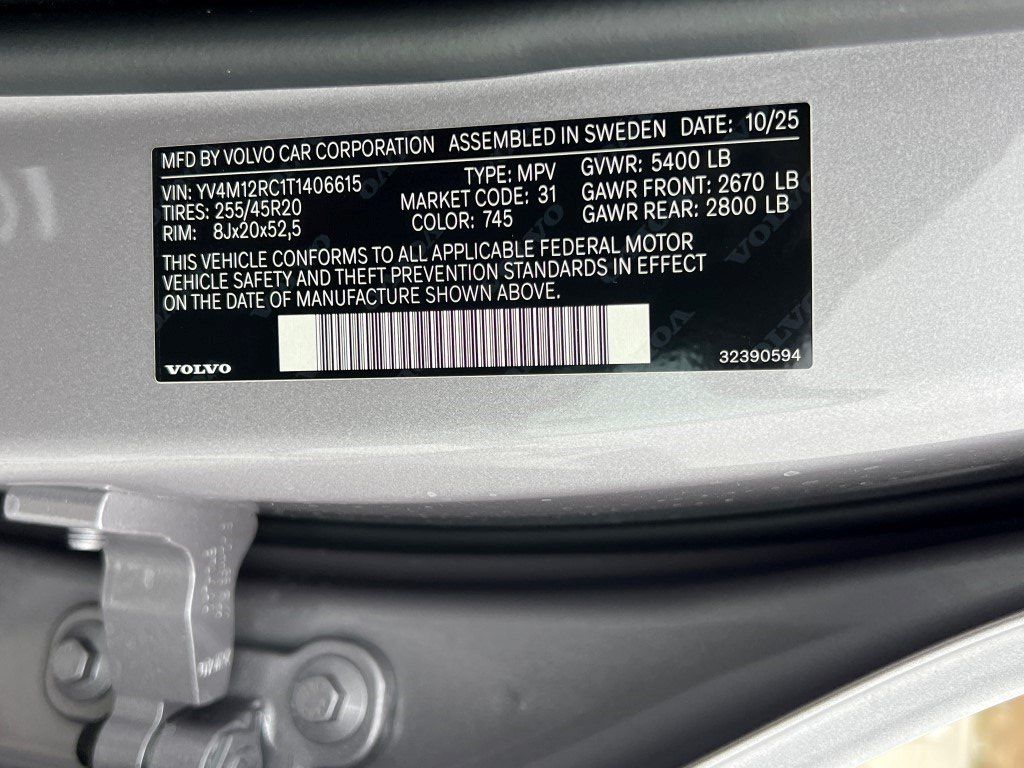 MFD BY VOLVO CAR CORPORATION ASSEMBLED IN SWEDEN DATE: 10/25
VIN: YV4M12RC1T1406615 TYPE: MPV GVWR: 5400 LB
TIRES: 255/45R20 MARKET CODE: 31 GAWR FRONT: 2670 LB
RIM: 8Jx20x52,5 COLOR: 745 GAWR REAR: 2800 LB
THIS VEHICLE CONFORMS TO ALL APPLICABLE FEDERAL MOTOR
VEHICLE SAFETY AND THEFT PREVENTION STANDARDS IN EFFECT
ON THE DATE OF MANUFACTURE SHOWN ABOVE.
VOLVO 32390594